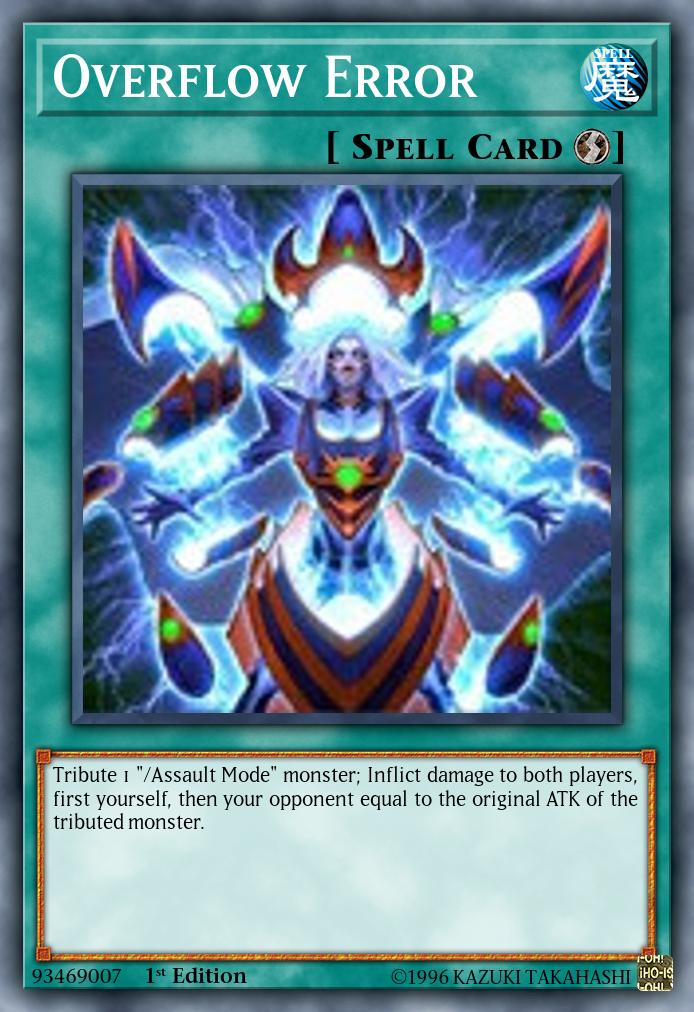 Overflow Error
SPELL
魔
[ Spell Card ]
Tribute 1 "/Assault Mode" monster; Inflict damage to both players,
first yourself, then your opponent equal to the original ATK of the
tributed monster.
93469007 1st Edition ©1996 KAZUKI TAKAHASHI